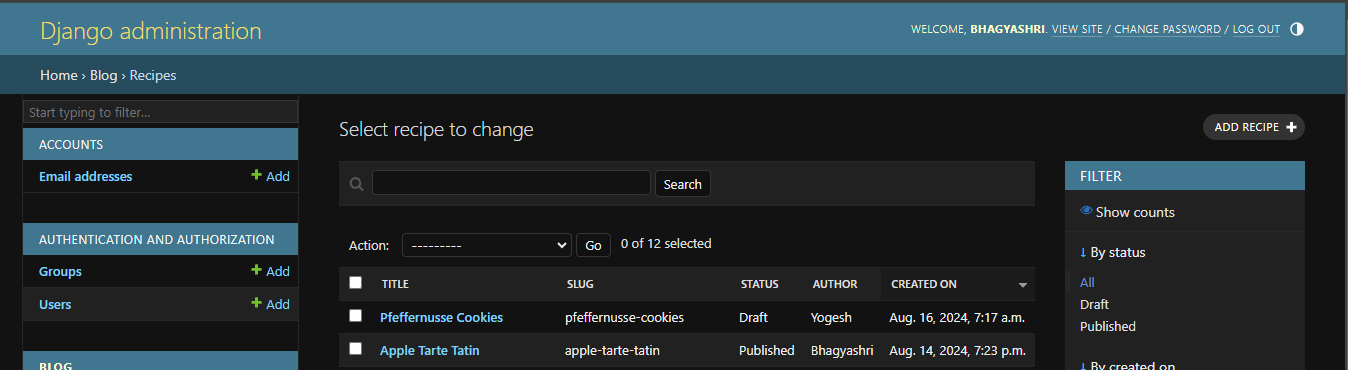 Django administration
WELCOME, BHAGYASHRI. VIEW SITE / CHANGE PASSWORD / LOG OUT
Home › Blog › Recipes
Start typing to filter...
ACCOUNTS
Email addresses + Add
AUTHENTICATION AND AUTHORIZATION
Groups + Add
Users + Add
BLOG
Select recipe to change
ADD RECIPE +
Search
Action: --------- Go 0 of 12 selected
TITLE SLUG STATUS AUTHOR CREATED ON
Pfeffernusse Cookies pfeffernusse-cookies Draft Yogesh Aug. 16, 2024, 7:17 a.m.
Apple Tarte Tatin apple-tarte-tatin Published Bhagyashri Aug. 14, 2024, 7:23 p.m.
FILTER
Show counts
↓ By status
All
Draft
Published
↓ By created on